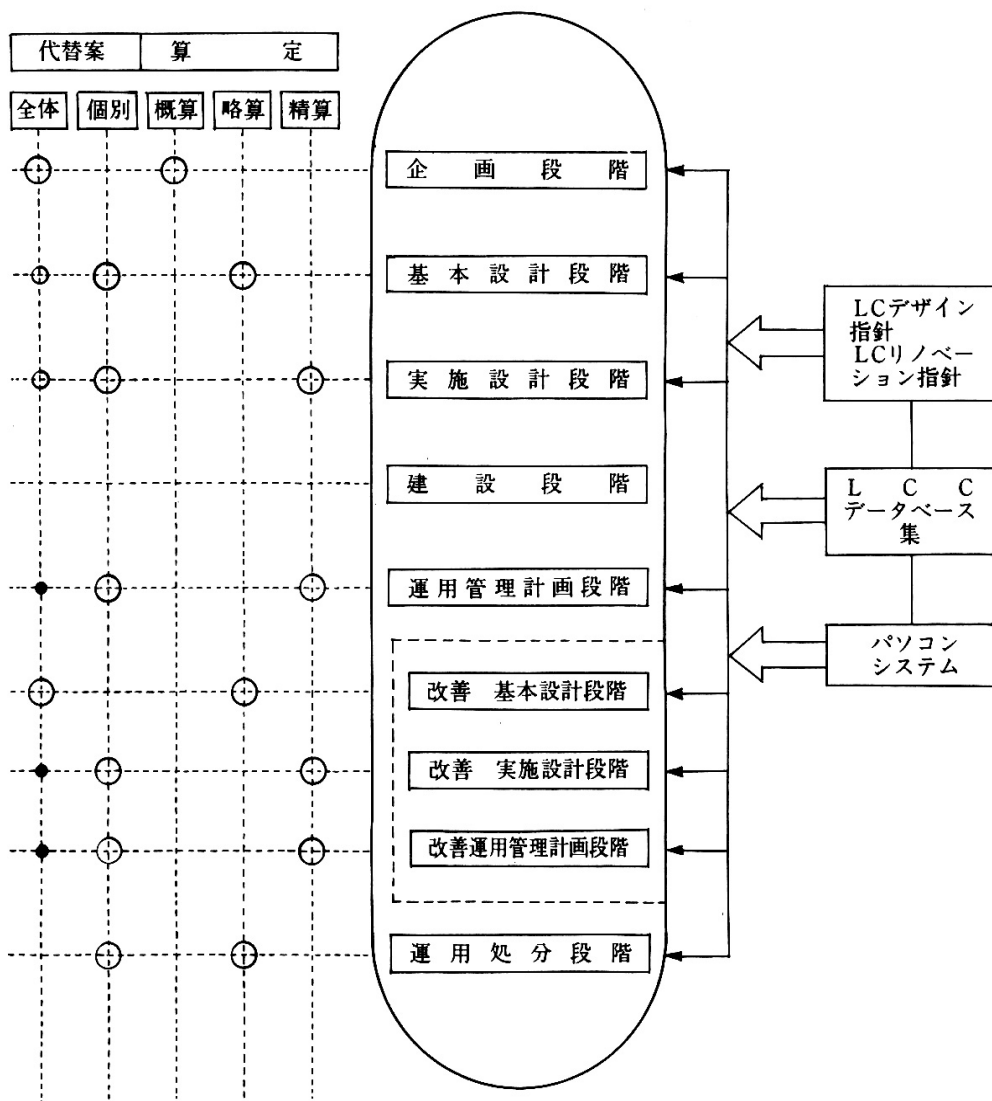 代替案 算定
全体 個別 概算 略算 精算
企画段階
基本設計段階
実施設計段階
建設段階
運用管理計画段階
改善 基本設計段階
改善 実施設計段階
改善運用管理計画段階
運用処分段階
LCデザイン
指針
LCリノベー
ション指針
LCC
データベース
集
パソコン
システム